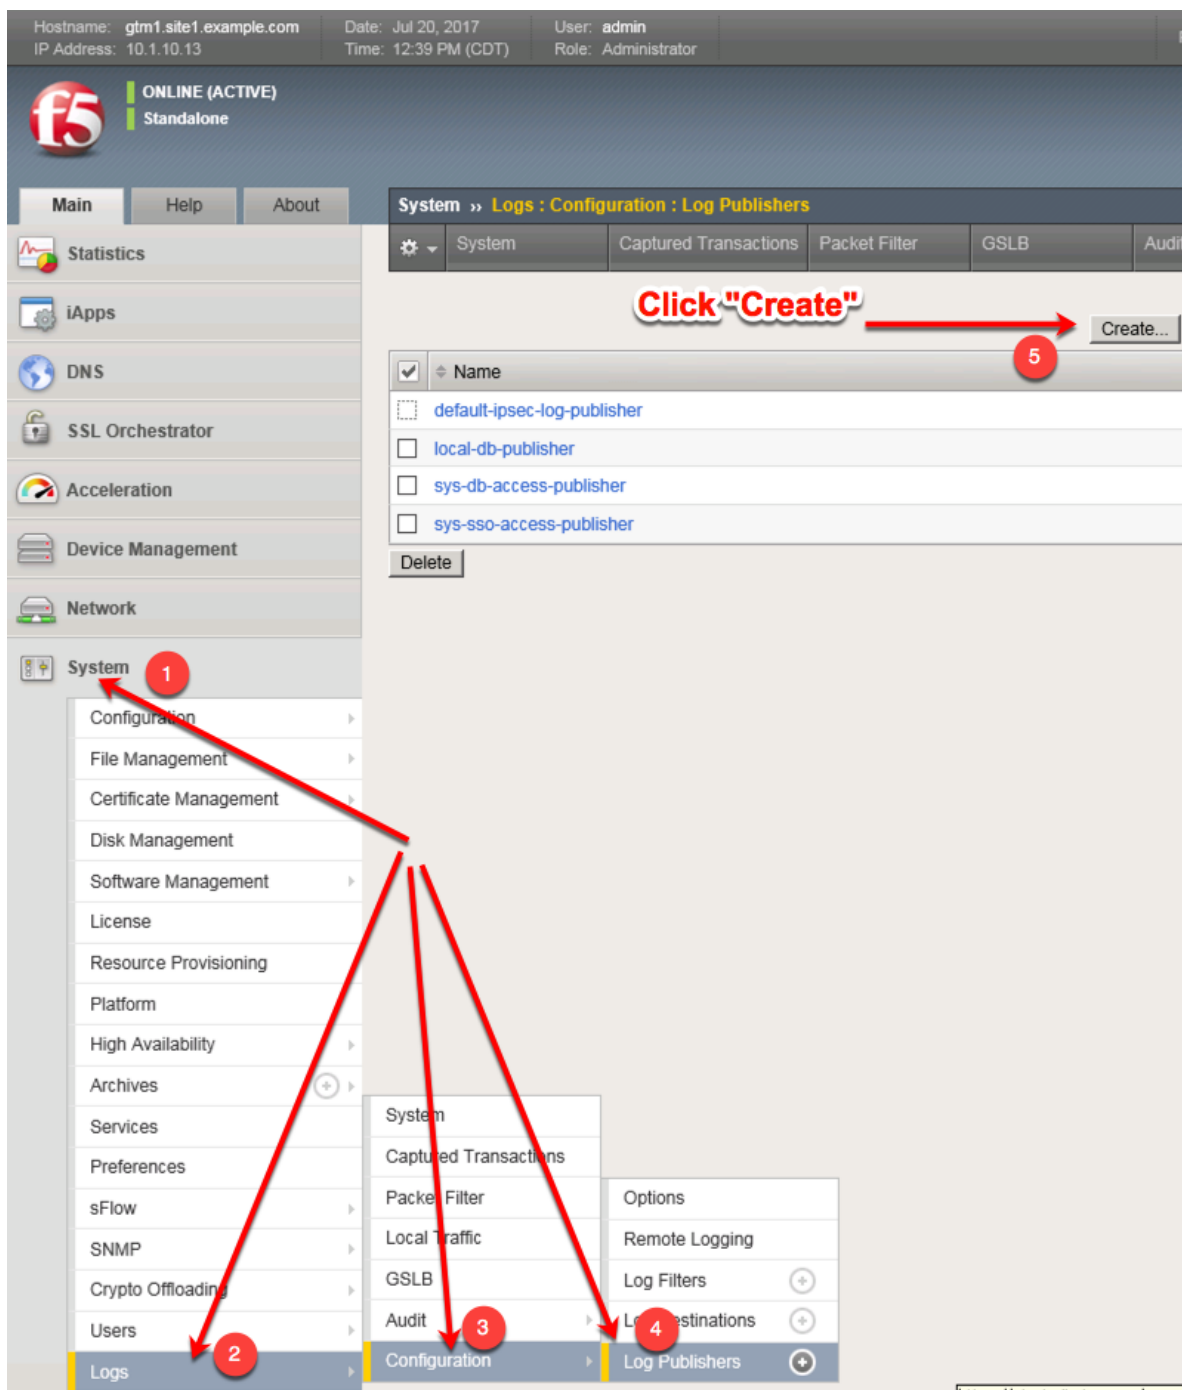 Hostname: gtm1.site1.example.com Date: Jul 20, 2017 User: admin
IP Address: 10.1.10.13 Time: 12:39 PM (CDT) Role: Administrator
f5
ONLINE (ACTIVE)
Standalone
Main Help About
System ›› Logs : Configuration : Log Publishers
System Captured Transactions Packet Filter GSLB Audit
Click "Create"
Create...
5
Name
default-ipsec-log-publisher
local-db-publisher
sys-db-access-publisher
sys-sso-access-publisher
Delete
Statistics
iApps
DNS
SSL Orchestrator
Acceleration
Device Management
Network
System 1
Configuration
File Management
Certificate Management
Disk Management
Software Management
License
Resource Provisioning
Platform
High Availability
Archives
Services
Preferences
sFlow
SNMP
Crypto Offloading
Users
Logs 2
System
Captured Transactions
Packet Filter
Local Traffic
GSLB
Audit
Configuration 3
Options
Remote Logging
Log Filters
Log Destinations
Log Publishers 4